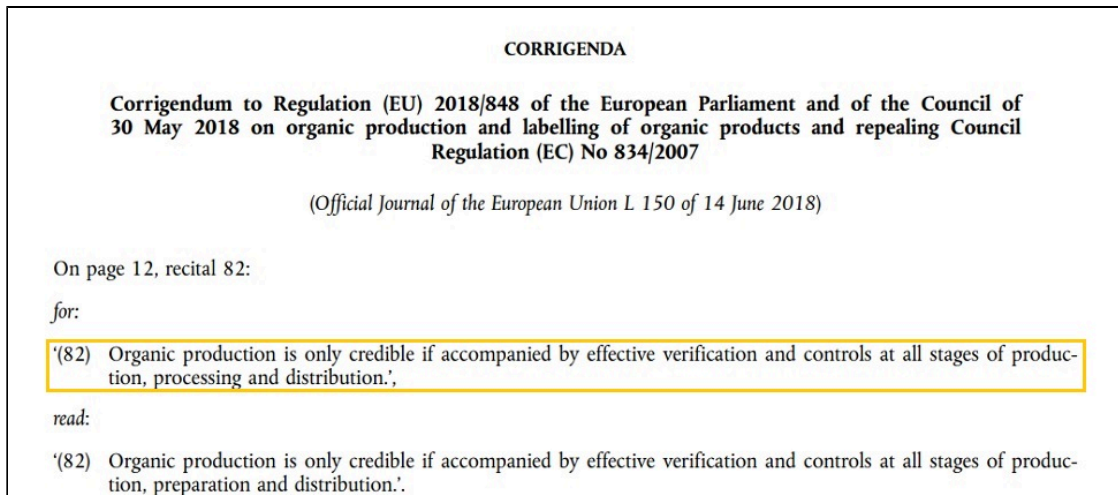 CORRIGENDA
Corrigendum to Regulation (EU) 2018/848 of the European Parliament and of the Council of
30 May 2018 on organic production and labelling of organic products and repealing Council
Regulation (EC) No 834/2007
(Official Journal of the European Union L 150 of 14 June 2018)
On page 12, recital 82:
for:
‘(82) Organic production is only credible if accompanied by effective verification and controls at all stages of produc-
tion, processing and distribution.’,
read:
‘(82) Organic production is only credible if accompanied by effective verification and controls at all stages of produc-
tion, preparation and distribution.’.